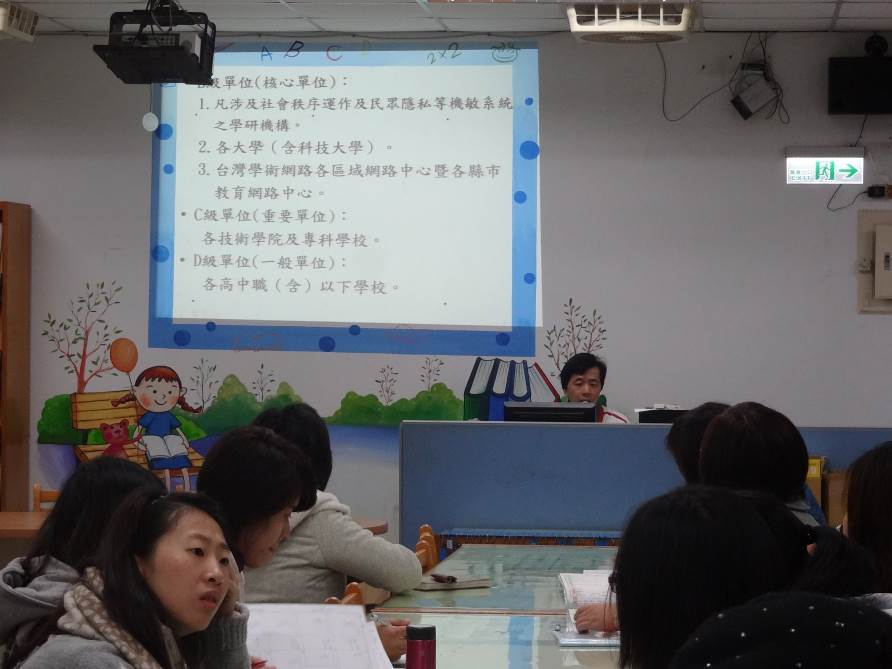 A B C D 2×2
級單位(核心單位)：
1. 凡涉及社會秩序運作及民眾隱私等機敏系統
之學研機構。
2. 各大學（含科技大學）。
3. 台灣學術網路各區域網路中心暨各縣市
教育網路中心。
• C級單位(重要單位)：
各技術學院及專科學校。
• D級單位(一般單位)：
各高中職（含）以下學校。
EXIT